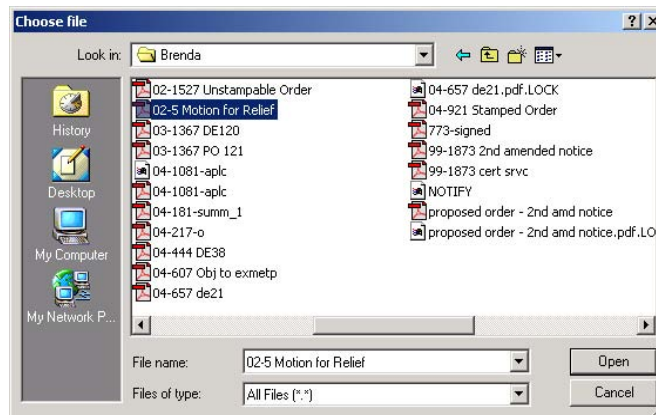 Choose file
Look in:
Brenda
History
Desktop
My Computer
My Network P...
02-1527 Unstampable Order
02-5 Motion for Relief
03-1367 DE120
03-1367 PO 121
04-1081-aplc
04-1081-aplc
04-181-summ_1
04-217-o
04-444 DE38
04-607 Obj to exmetp
04-657 de21
04-657 de21.pdf.LOCK
04-921 Stamped Order
773-signed
99-1873 2nd amended notice
99-1873 cert srvc
NOTIFY
proposed order - 2nd amd notice
proposed order - 2nd amd notice.pdf.LO
File name:
02-5 Motion for Relief
Open
Files of type:
All Files (*.*)
Cancel